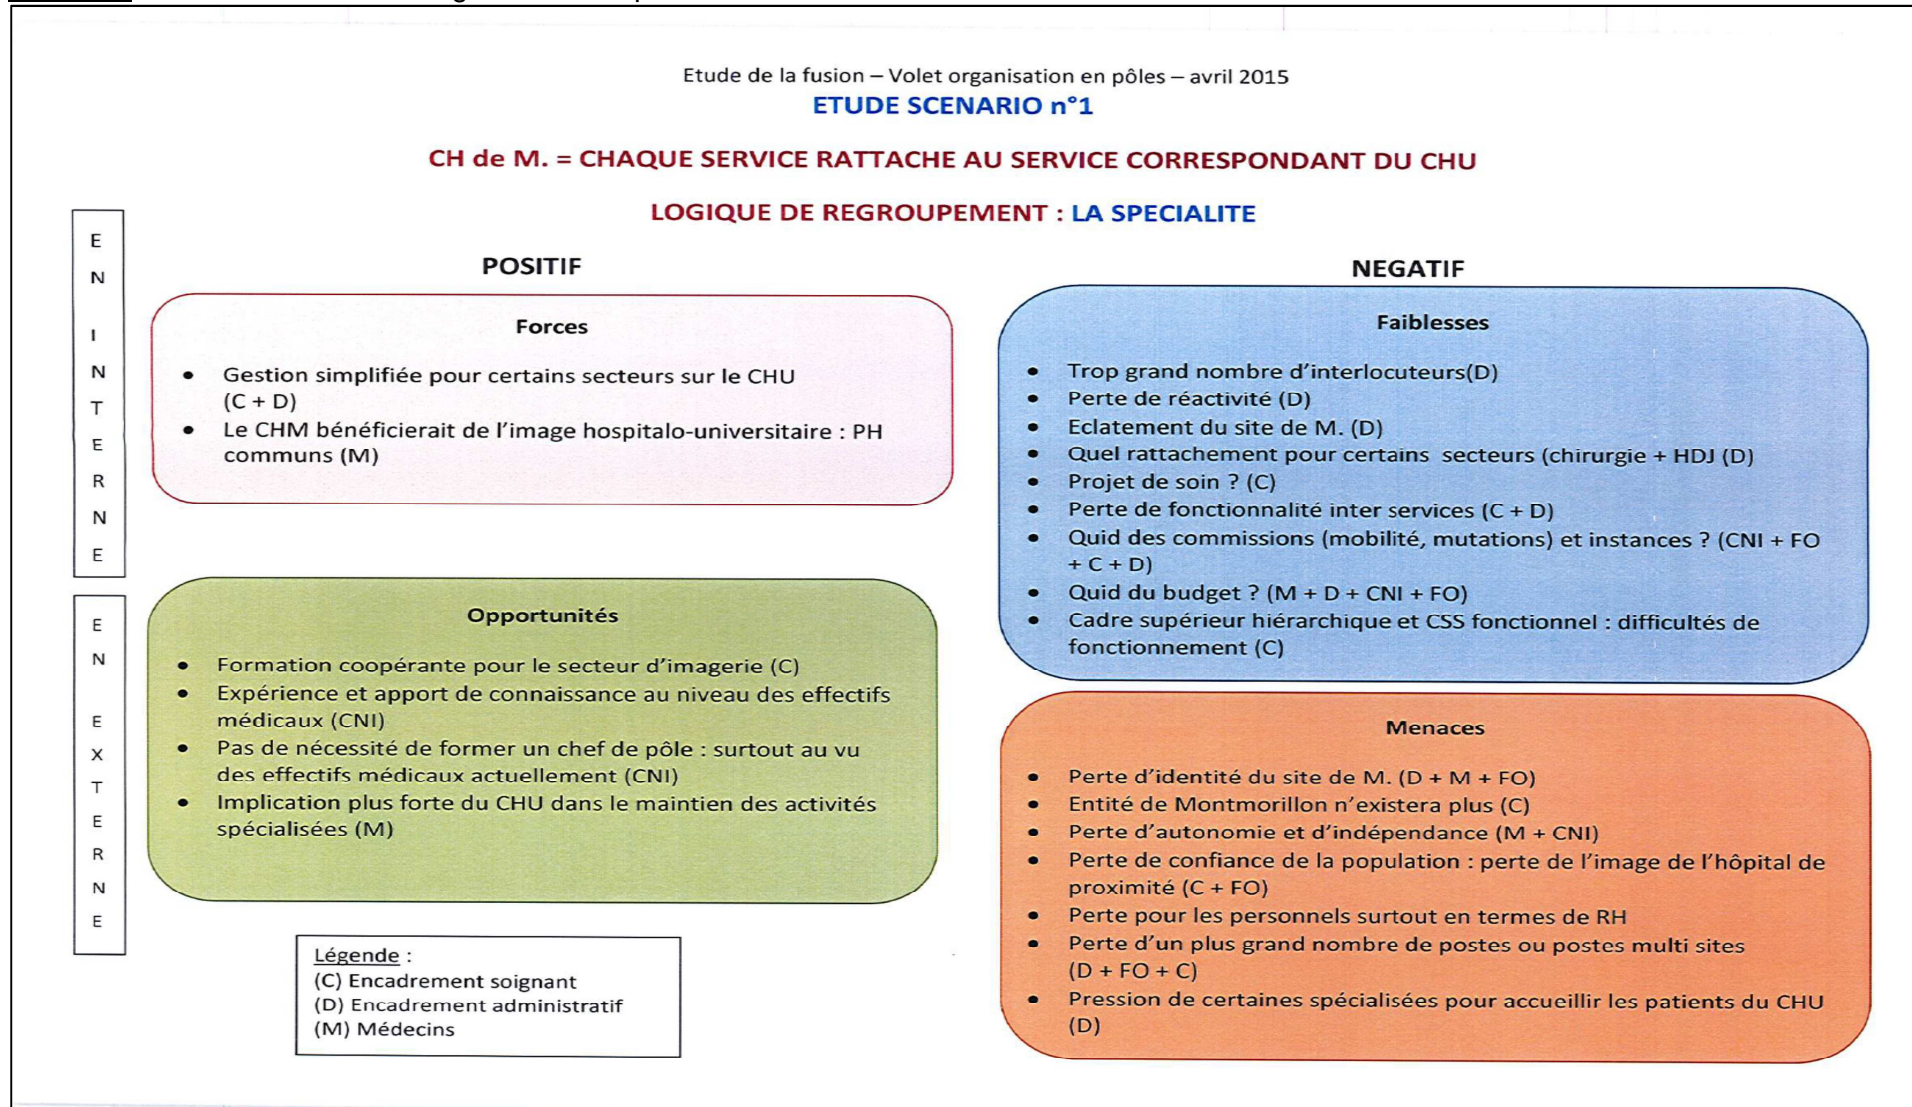 Etude de la fusion – Volet organisation en pôles – avril 2015
ETUDE SCENARIO n°1
CH de M. = CHAQUE SERVICE RATTACHE AU SERVICE CORRESPONDANT DU CHU
LOGIQUE DE REGROUPEMENT : LA SPECIALITE
EN INTERNE
POSITIF
Forces
• Gestion simplifiée pour certains secteurs sur le CHU
(C + D)
• Le CHM bénéficierait de l'image hospitalo-universitaire : PH
communs (M)
NEGATIF
Faiblesses
• Trop grand nombre d'interlocuteurs(D)
• Perte de réactivité (D)
• Eclatement du site de M. (D)
• Quel rattachement pour certains secteurs (chirurgie + HDJ (D)
• Projet de soin ? (C)
• Perte de fonctionnalité inter services (C + D)
• Quid des commissions (mobilité, mutations) et instances ? (CNI + FO
+ C + D)
• Quid du budget ? (M + D + CNI + FO)
• Cadre supérieur hiérarchique et CSS fonctionnel : difficultés de
fonctionnement (C)
EN EXTERNE
Opportunités
• Formation coopérante pour le secteur d'imagerie (C)
• Expérience et apport de connaissance au niveau des effectifs
médicaux (CNI)
• Pas de nécessité de former un chef de pôle : surtout au vu
des effectifs médicaux actuellement (CNI)
• Implication plus forte du CHU dans le maintien des activités
spécialisées (M)
Menaces
• Perte d'identité du site de M. (D + M + FO)
• Entité de Montmorillon n'existera plus (C)
• Perte d'autonomie et d'indépendance (M + CNI)
• Perte de confiance de la population : perte de l'image de l'hôpital de
proximité (C + FO)
• Perte pour les personnels surtout en termes de RH
• Perte d'un plus grand nombre de postes ou postes multi sites
(D + FO + C)
• Pression de certaines spécialisées pour accueillir les patients du CHU
(D)
Légende :
(C) Encadrement soignant
(D) Encadrement administratif
(M) Médecins